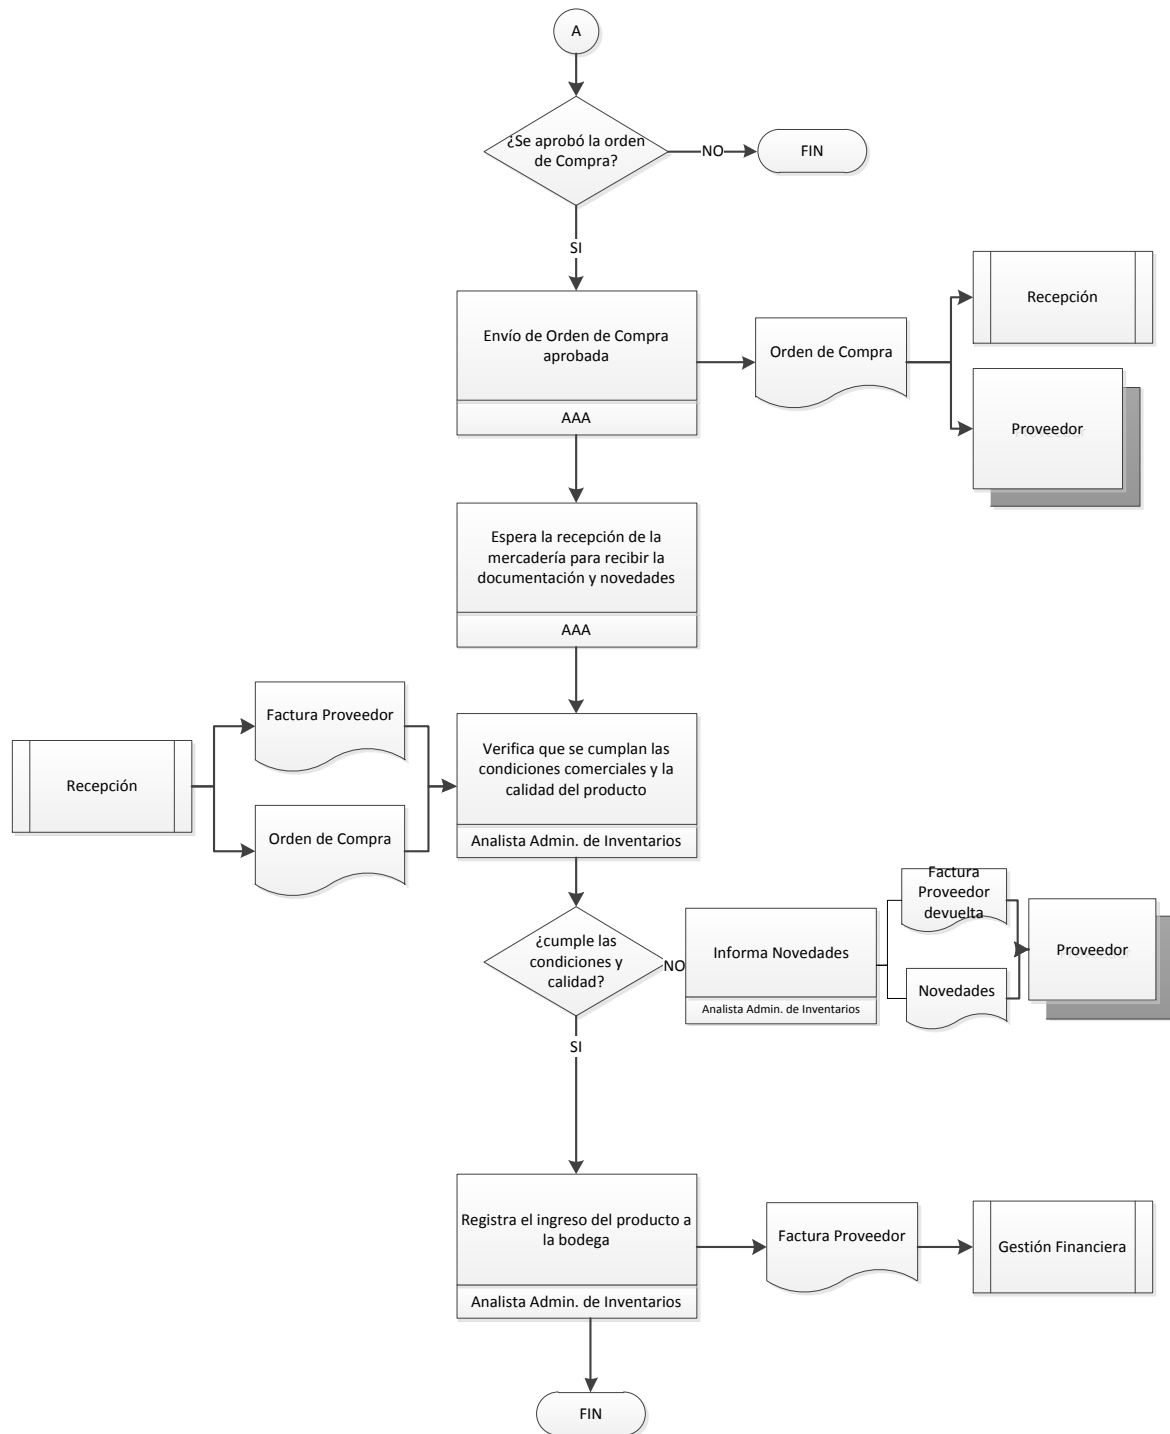 A
¿Se aprobó la orden
de Compra?
NO
FIN
SI
Envío de Orden de Compra
aprobada
AAA
Orden de Compra
Recepción
Proveedor
Espera la recepción de la
mercadería para recibir la
documentación y novedades
AAA
Recepción
Factura Proveedor
Orden de Compra
Verifica que se cumplan las
condiciones comerciales y la
calidad del producto
Analista Admin. de Inventarios
¿cumple las
condiciones y
calidad?
NO
Informa Novedades
Analista Admin. de Inventarios
Factura
Proveedor
devuelta
Novedades
Proveedor
SI
Registra el ingreso del producto a
la bodega
Analista Admin. de Inventarios
Factura Proveedor
Gestión Financiera
FIN